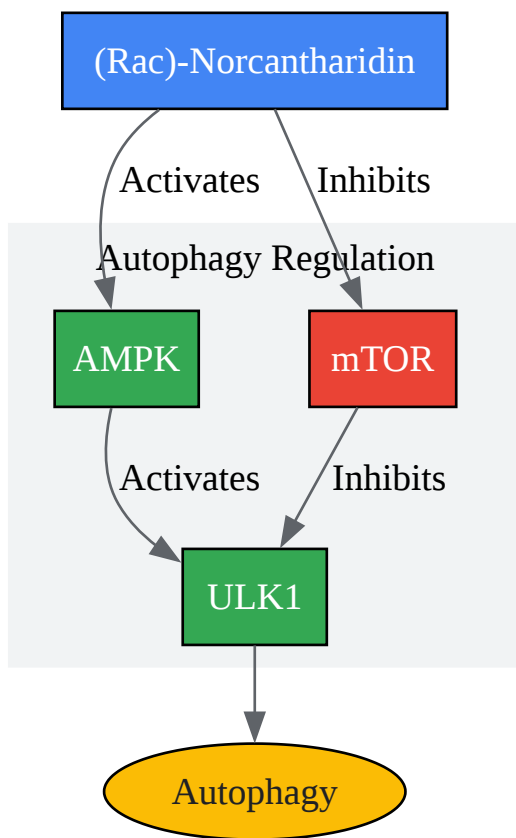 (Rac)-Norcantharidin
Activates
Inhibits
Autophagy Regulation
AMPK
mTOR
Activates
Inhibits
ULK1
Autophagy